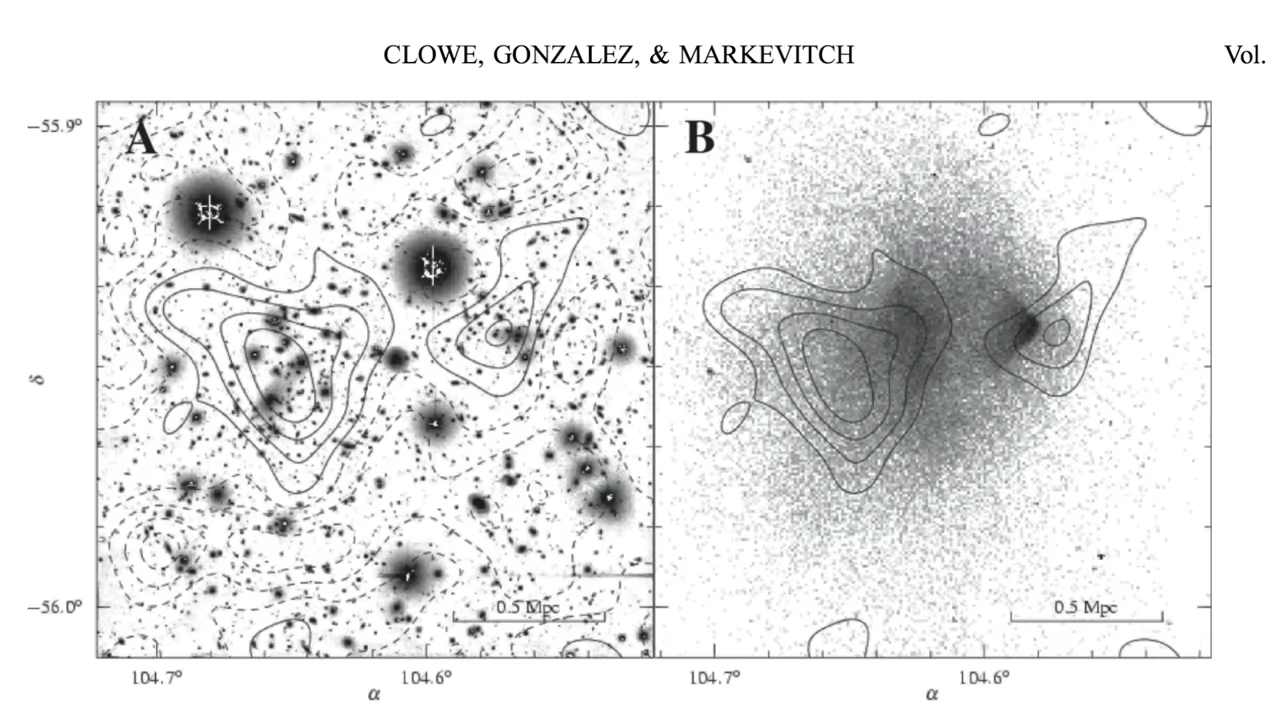 CLOWE, GONZALEZ, & MARKEVITCH Vol.
A B
−55.9°
δ
−56.0°
0.5 Mpc 0.5 Mpc
104.7° 104.6° 104.7° 104.6°
α α